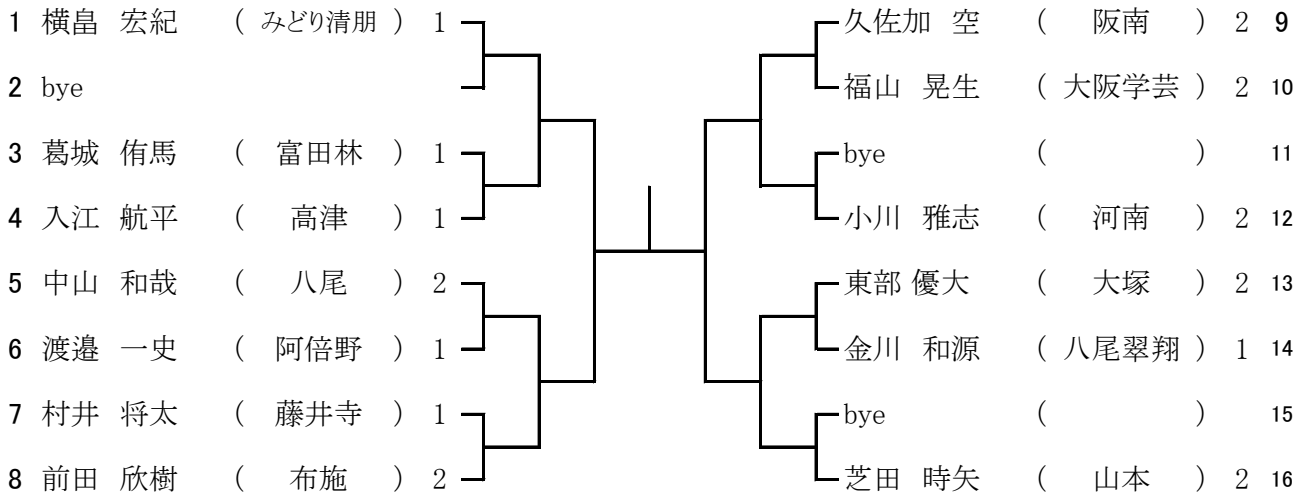 1 横畠 宏紀 ( みどり清朋 ) 1
2 bye
3 葛城 侑馬 ( 富田林 ) 1
4 入江 航平 ( 高津 ) 1
5 中山 和哉 ( 八尾 ) 2
6 渡邉 一史 ( 阿倍野 ) 1
7 村井 将太 ( 藤井寺 ) 1
8 前田 欣樹 ( 布施 ) 2
久佐加 空 ( 阪南 ) 2 9
福山 晃生 ( 大阪学芸 ) 2 10
bye ( ) 11
小川 雅志 ( 河南 ) 2 12
東部 優大 ( 大塚 ) 2 13
金川 和源 ( 八尾翠翔 ) 1 14
bye ( ) 15
芝田 時矢 ( 山本 ) 2 16